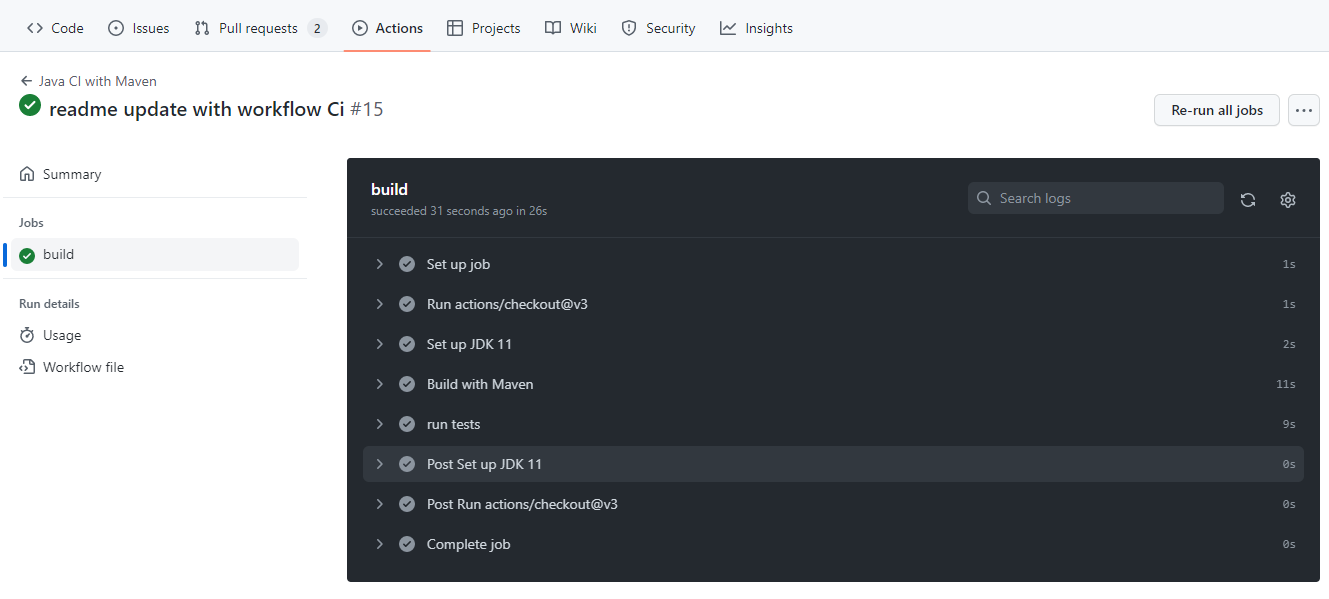 Code Issues Pull requests 2 Actions Projects Wiki Security Insights
Java CI with Maven
readme update with workflow Ci #15
Re-run all jobs
Summary
Jobs
build
Run details
Usage
Workflow file
build
succeeded 31 seconds ago in 26s
Search logs
Set up job 1s
Run actions/checkout@v3 1s
Set up JDK 11 2s
Build with Maven 11s
run tests 9s
Post Set up JDK 11 0s
Post Run actions/checkout@v3 0s
Complete job 0s